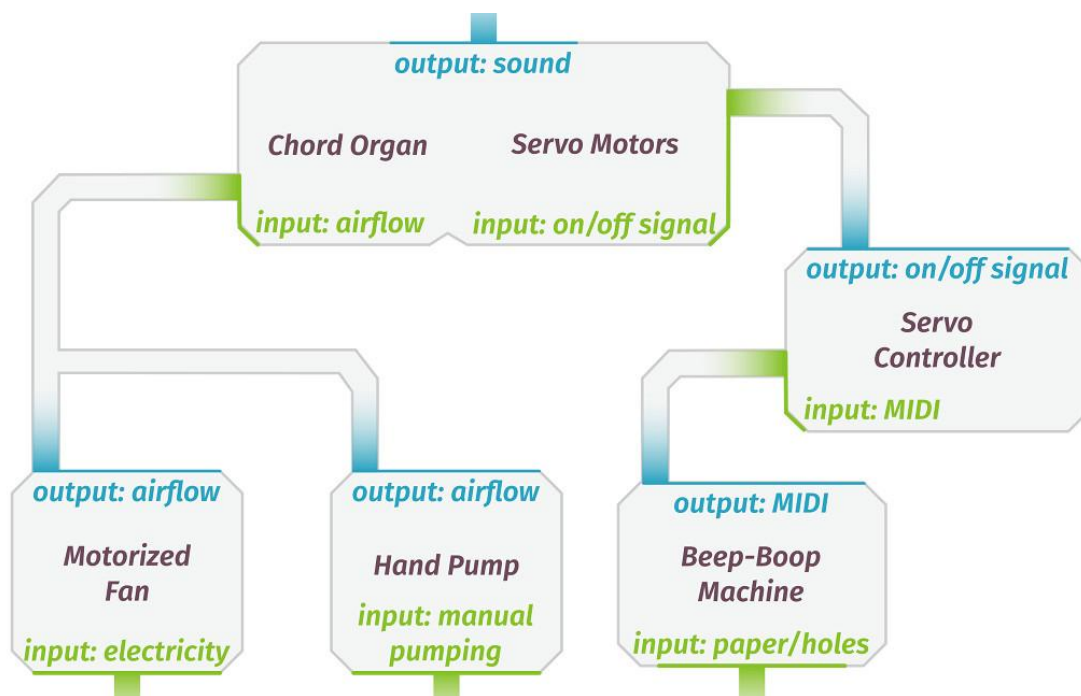 output: sound
Chord Organ
Servo Motors
input: airflow
input: on/off signal
output: on/off signal
Servo
Controller
input: MIDI
output: airflow
Motorized
Fan
input: electricity
output: airflow
Hand Pump
input: manual
pumping
output: MIDI
Beep-Boop
Machine
input: paper/holes